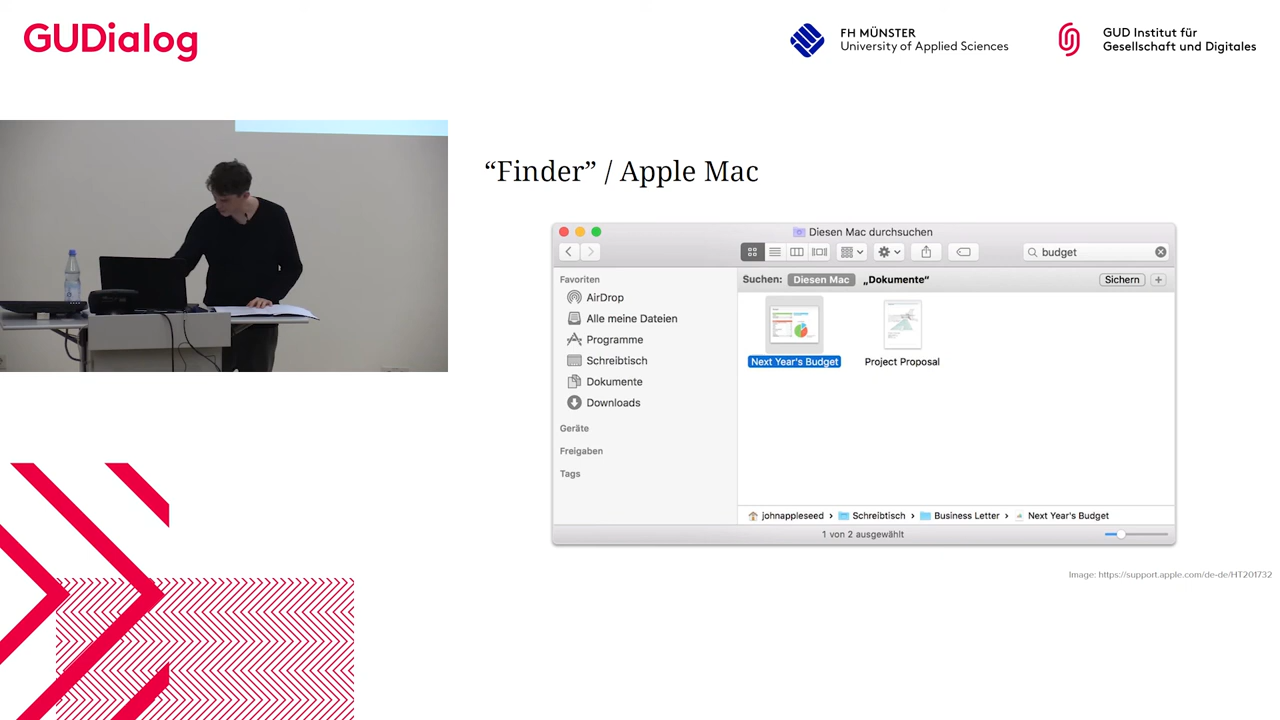 GUDialog
FH MÜNSTER
University of Applied Sciences
GUD Institut für
Gesellschaft und Digitales
“Finder” / Apple Mac
Diesen Mac durchsuchen
budget
Favoriten
AirDrop
Alle meine Dateien
Programme
Schreibtisch
Dokumente
Downloads
Geräte
Freigaben
Tags
Suchen: Diesen Mac „Dokumente“ Sichern +
Next Year's Budget
Project Proposal
johnappleseed › Schreibtisch › Business Letter › Next Year's Budget
1 von 2 ausgewählt
Image: https://support.apple.com/de-de/HT201732